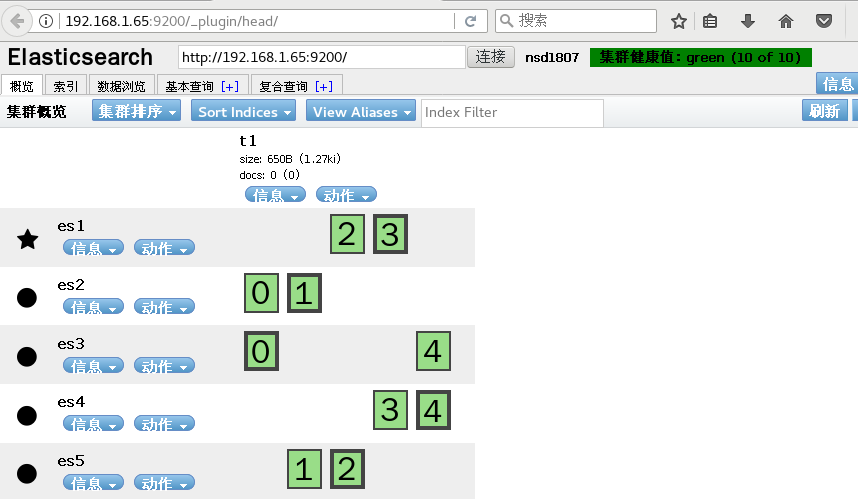 192.168.1.65:9200/_plugin/head/ 搜索
Elasticsearch http://192.168.1.65:9200/ 连接 nsd1807 集群健康值: green (10 of 10)
概览 索引 数据浏览 基本查询 [+] 复合查询 [+] 信息
集群概览 集群排序 Sort Indices View Aliases Index Filter 刷新
t1
size: 650B (1.27ki)
docs: 0 (0)
信息 动作
es1 2 3
信息 动作
es2 0 1
信息 动作
es3 0 4
信息 动作
es4 3 4
信息 动作
es5 1 2
信息 动作